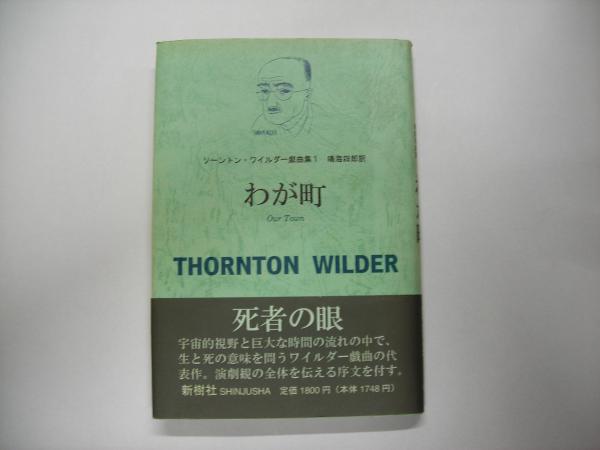 ソーントン・ワイルダー戯曲集1 鳴海四郎訳
わが町
Our Town
THORNTON WILDER
死者の眼
宇宙的視野と巨大な時間の流れの中で、
生と死の意味を問うワイルダー戯曲の代
表作。演劇観の全体を伝える序文を付す。
新樹社 SHINJUSHA 定価1800円(本体1748円)